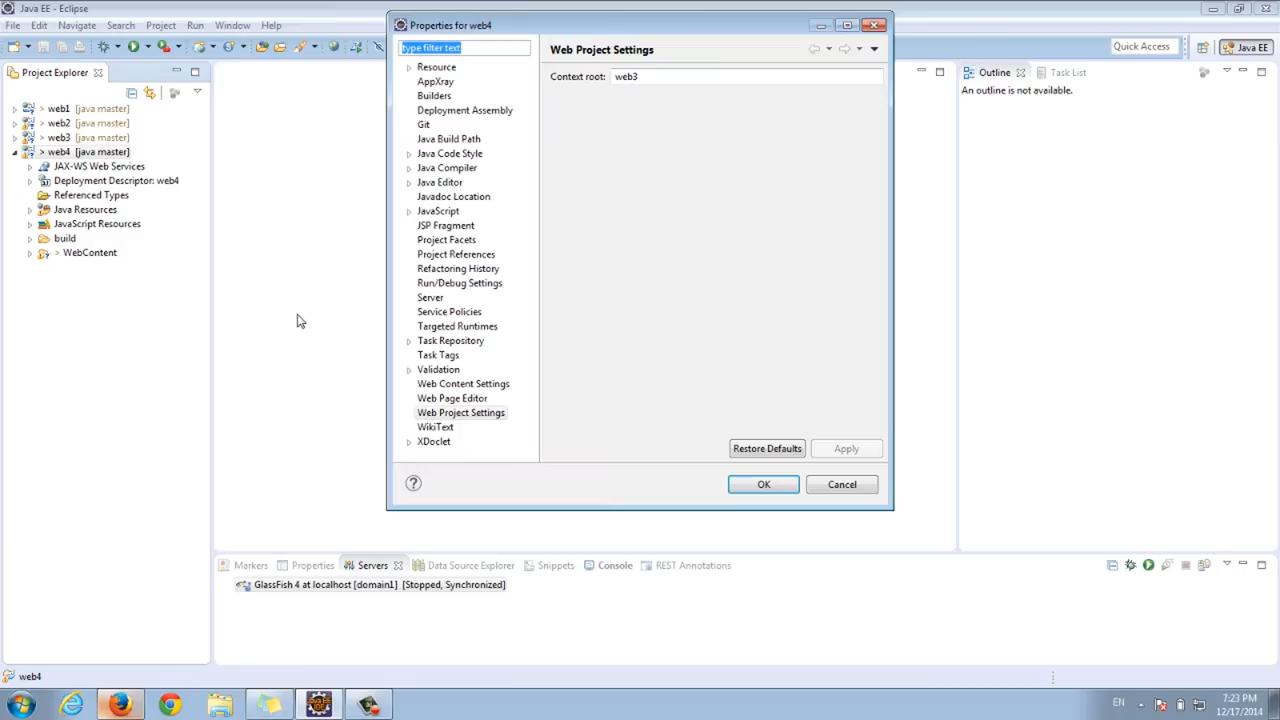 Java EE - Eclipse
File Edit Navigate Search Project Run Window Help
Quick Access
Java EE
Project Explorer
> web1 [java master]
> web2 [java master]
> web3 [java master]
> web4 [java master]
JAX-WS Web Services
Deployment Descriptor: web4
Referenced Types
Java Resources
JavaScript Resources
build
> WebContent
Properties for web4
type filter text
Resource
AppXray
Builders
Deployment Assembly
Git
Java Build Path
Java Code Style
Java Compiler
Java Editor
Javadoc Location
JavaScript
JSP Fragment
Project Facets
Project References
Refactoring History
Run/Debug Settings
Server
Service Policies
Targeted Runtimes
Task Repository
Task Tags
Validation
Web Content Settings
Web Page Editor
Web Project Settings
WikiText
XDoclet
Web Project Settings
Context root: web3
Restore Defaults Apply
OK Cancel
Outline Task List
An outline is not available.
Markers Properties Servers Data Source Explorer Snippets Console REST Annotations
GlassFish 4 at localhost [domain1] [Stopped, Synchronized]
web4
EN
7:23 PM
12/17/2014